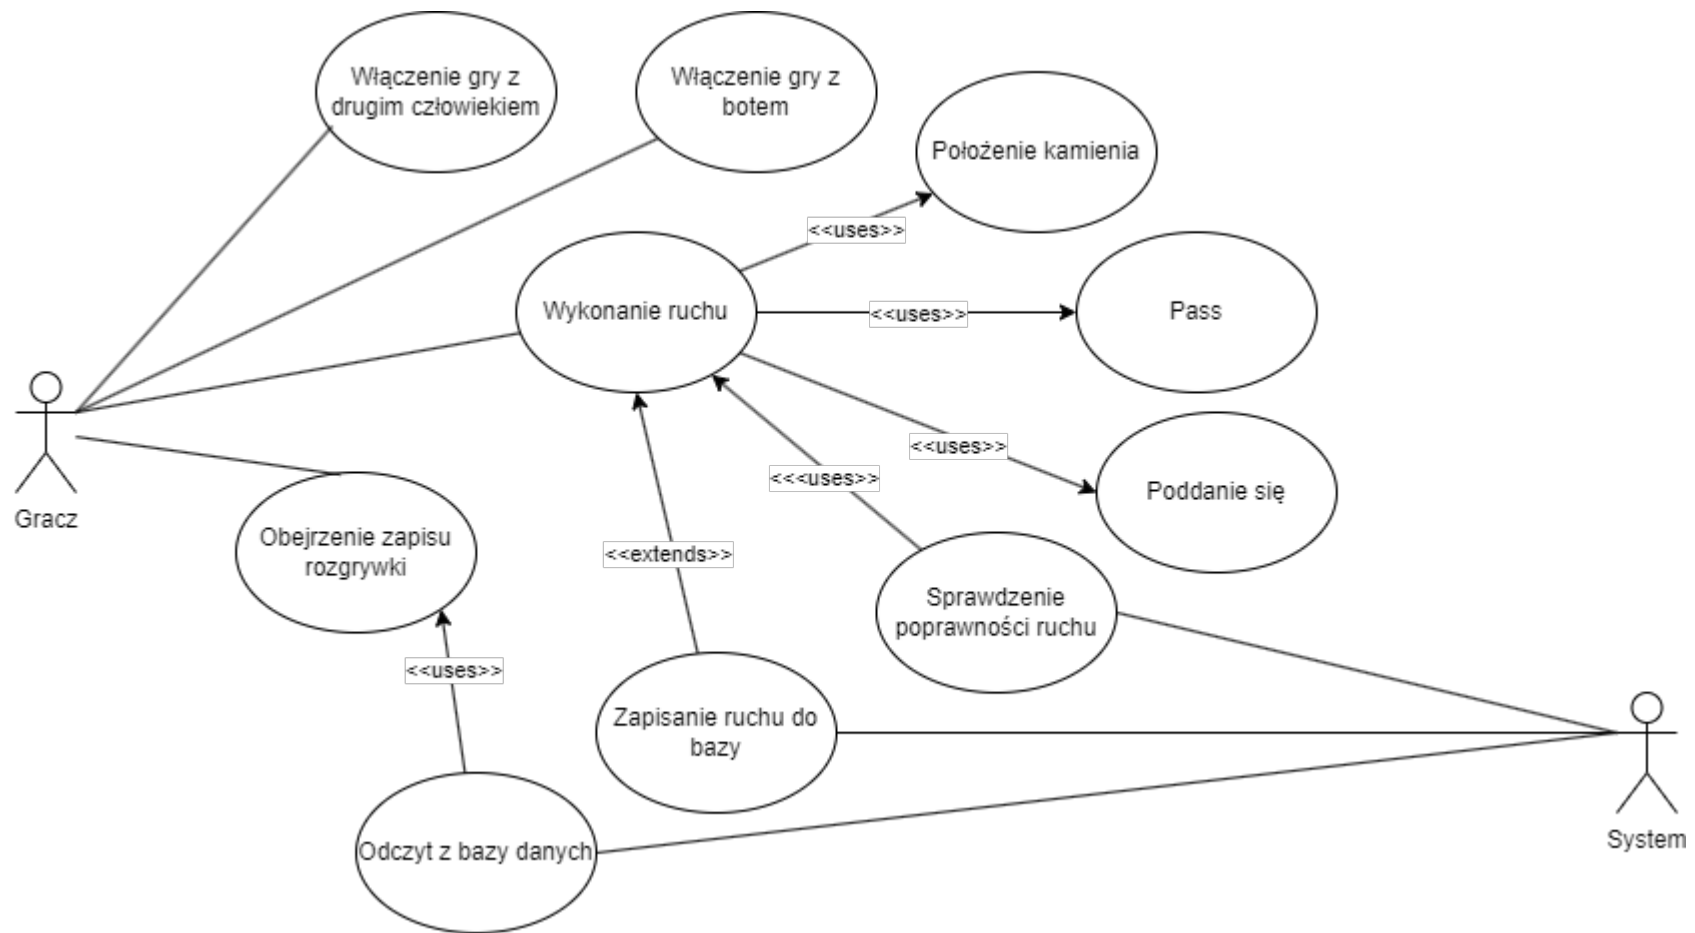 Włączenie gry z
drugim człowiekiem
Włączenie gry z
botem
Położenie kamienia
<<uses>>
Wykonanie ruchu
<<uses>>
Pass
<<uses>>
<<<uses>>
Poddanie się
Gracz
Obejrzenie zapisu
rozgrywki
<<extends>>
Sprawdzenie
poprawności ruchu
<<uses>>
Zapisanie ruchu do
bazy
Odczyt z bazy danych
System